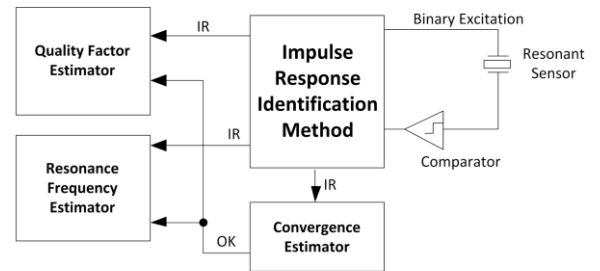 Quality Factor
Estimator
IR
Impulse
Response
Identification
Method
Binary Excitation
Resonant
Sensor
Comparator
Resonance
Frequency
Estimator
IR
IR
OK
Convergence
Estimator